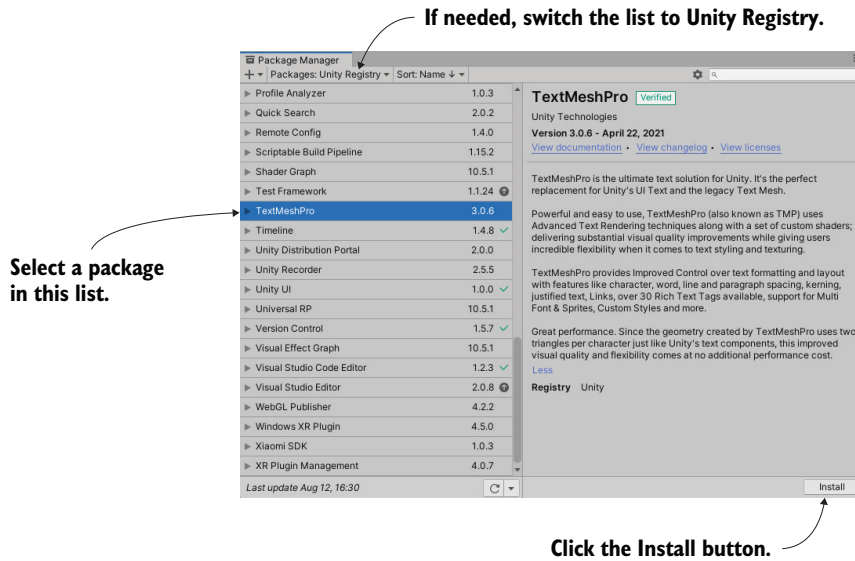 If needed, switch the list to Unity Registry.
Package Manager
Packages: Unity Registry Sort: Name ↓
Profile Analyzer 1.0.3
Quick Search 2.0.2
Remote Config 1.4.0
Scriptable Build Pipeline 1.15.2
Shader Graph 10.5.1
Test Framework 1.1.24
TextMeshPro 3.0.6
Timeline 1.4.8
Unity Distribution Portal 2.0.0
Unity Recorder 2.5.5
Unity UI 1.0.0
Universal RP 10.5.1
Version Control 1.5.7
Visual Effect Graph 10.5.1
Visual Studio Code Editor 1.2.3
Visual Studio Editor 2.0.8
WebGL Publisher 4.2.2
Windows XR Plugin 4.5.0
Xiaomi SDK 1.0.3
XR Plugin Management 4.0.7
Last update Aug 12, 16:30
TextMeshPro Verified
Unity Technologies
Version 3.0.6 - April 22, 2021
View documentation • View changelog • View licenses
TextMeshPro is the ultimate text solution for Unity. It's the perfect
replacement for Unity's UI Text and the legacy Text Mesh.
Powerful and easy to use, TextMeshPro (also known as TMP) uses
Advanced Text Rendering techniques along with a set of custom shaders;
delivering substantial visual quality improvements while giving users
incredible flexibility when it comes to text styling and texturing.
TextMeshPro provides Improved Control over text formatting and layout
with features like character, word, line and paragraph spacing, kerning,
justified text, Links, over 30 Rich Text Tags available, support for Multi
Font & Sprites, Custom Styles and more.
Great performance. Since the geometry created by TextMeshPro uses two
triangles per character just like Unity's text components, this improved
visual quality and flexibility comes at no additional performance cost.
Less
Registry Unity
Install
Select a package
in this list.
Click the Install button.